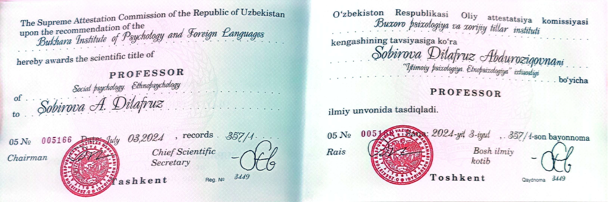 The Supreme Attestation Commission of the Republic of Uzbekistan
upon the recommendation of the
Bukhara Institute of Psychology and Foreign Languages
hereby awards the scientific title of
PROFESSOR
of Social psychology Ethnopsychology
to Sobirova A. Dilafruz
05 № 005166 Date July 03,2024 , records 357/1
Chairman
Chief Scientific
Secretary
Tashkent
Reg. № 3449
O'zbekiston Respublikasi Oliy attestatsiya komissiyasi
Buxoro psixologiya va xorijiy tillar instituti
kengashining tavsiyasiga ko'ra
Sobirova Dilafruz Abduroziqovnani
"Ijtimoiy psixologiya. Etnopsixologiya" ixtisosligi
bo'yicha
PROFESSOR
ilmiy unvonida tasdiqladi.
05 № 2024-yil 3-iyul . 357/1-son bayonnoma
Rais
Bosh ilmiy
kotib
Toshkent
Qaydnoma 3449